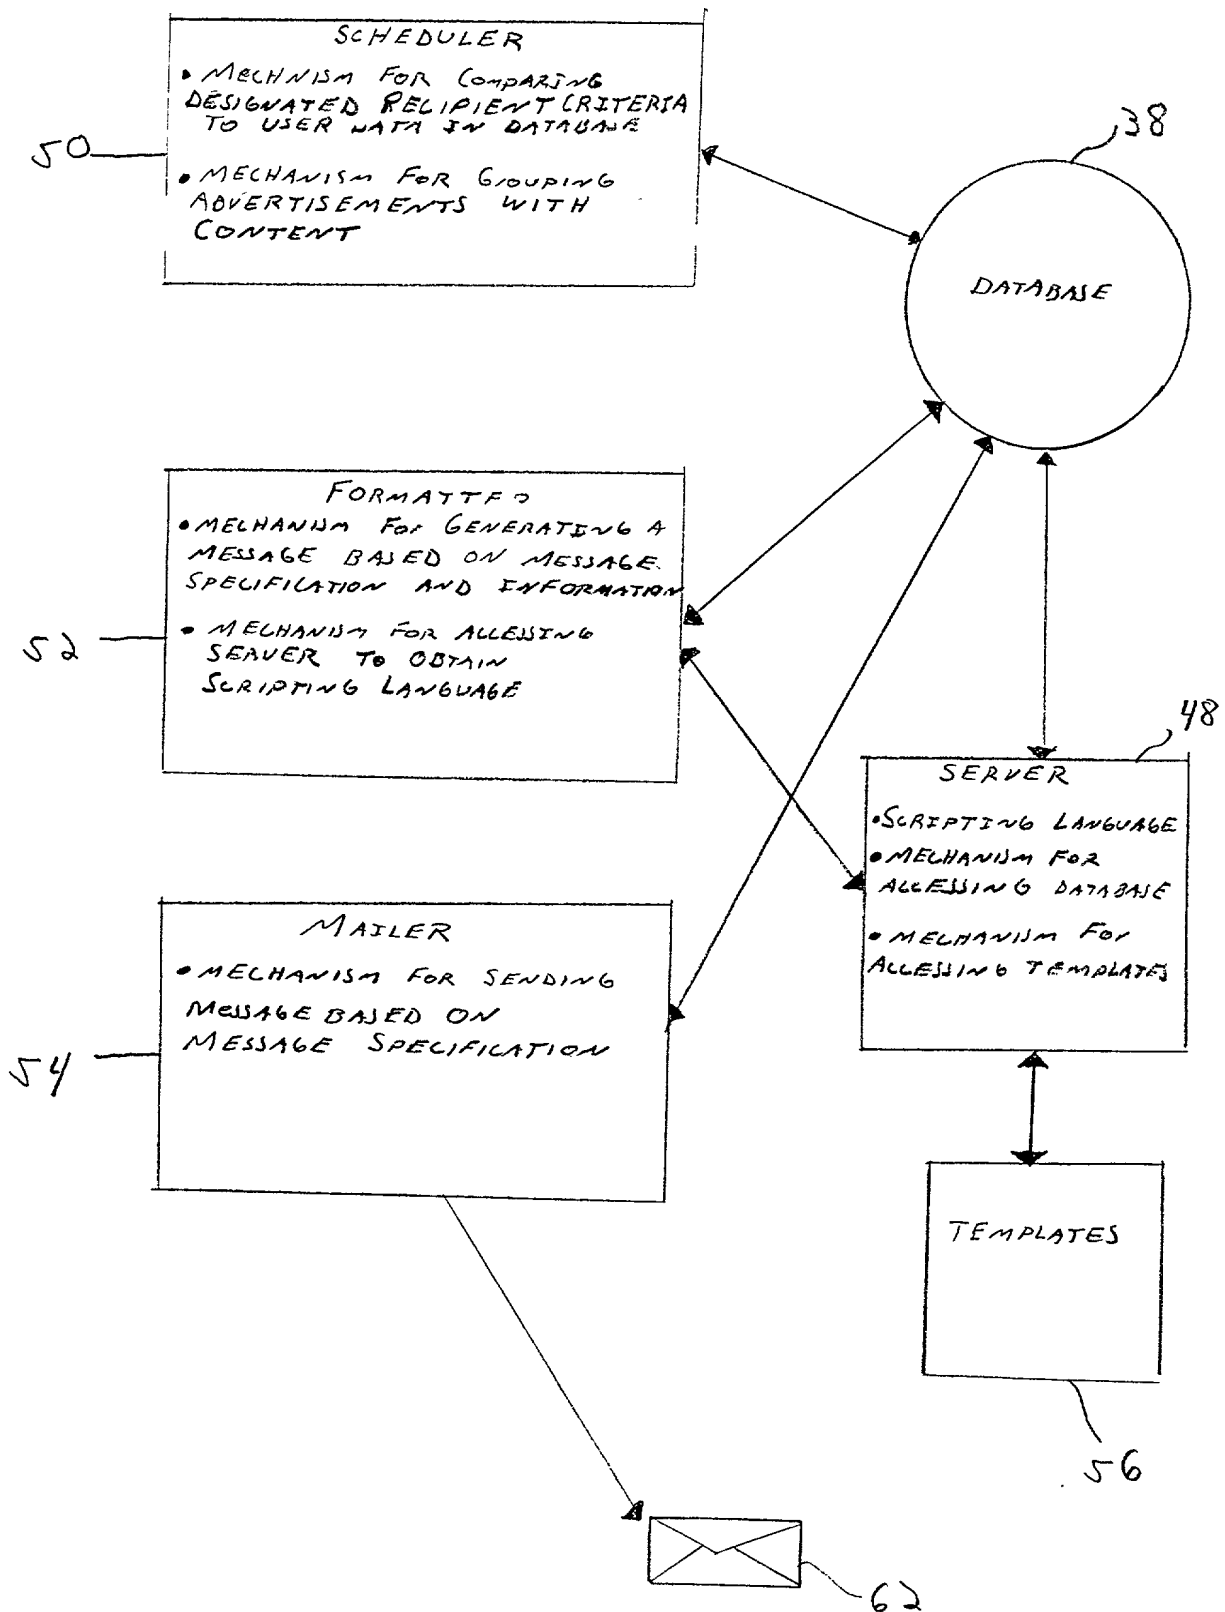 SCHEDULER
• MECHNISM FOR COMPARING
DESIGNATED RECIPIENT CRITERIA
TO USER DATA IN DATABASE
50
• MECHANISM FOR GROUPING
ADVERTISEMENTS WITH
CONTENT
38
DATABASE
FORMATTER
• MECHANISM FOR GENERATING A
MESSAGE BASED ON MESSAGE
SPECIFICATION AND INFORMATION
52
• MECHANISM FOR ACCESSING
SERVER TO OBTAIN
SCRIPTING LANGUAGE
48
SERVER
• SCRIPTING LANGUAGE
• MECHANISM FOR
ACCESSING DATABASE
• MECHANISM FOR
ACCESSING TEMPLATES
MAILER
• MECHANISM FOR SENDING
MESSAGE BASED ON
MESSAGE SPECIFICATION
54
TEMPLATES
56
62